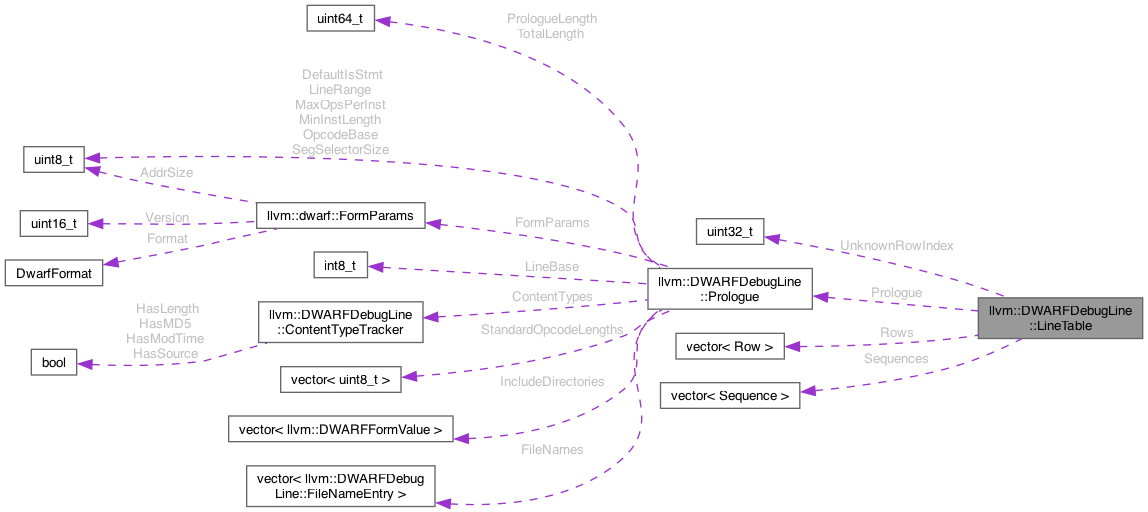 uint64_t
PrologueLength
TotalLength
DefaultIsStmt
LineRange
MaxOpsPerInst
MinInstLength
OpcodeBase
SegSelectorSize
uint8_t
AddrSize
uint16_t
Version
llvm::dwarf::FormParams
FormParams
Format
DwarfFormat
int8_t
LineBase
uint32_t
UnknownRowIndex
llvm::DWARFDebugLine
::Prologue
Prologue
llvm::DWARFDebugLine
::LineTable
ContentTypes
llvm::DWARFDebugLine
::ContentTypeTracker
HasLength
HasMD5
HasModTime
HasSource
bool
StandardOpcodeLengths
vector< uint8_t >
Rows
vector< Row >
Sequences
vector< Sequence >
IncludeDirectories
vector< llvm::DWARFFormValue >
FileNames
vector< llvm::DWARFDebug
Line::FileNameEntry >